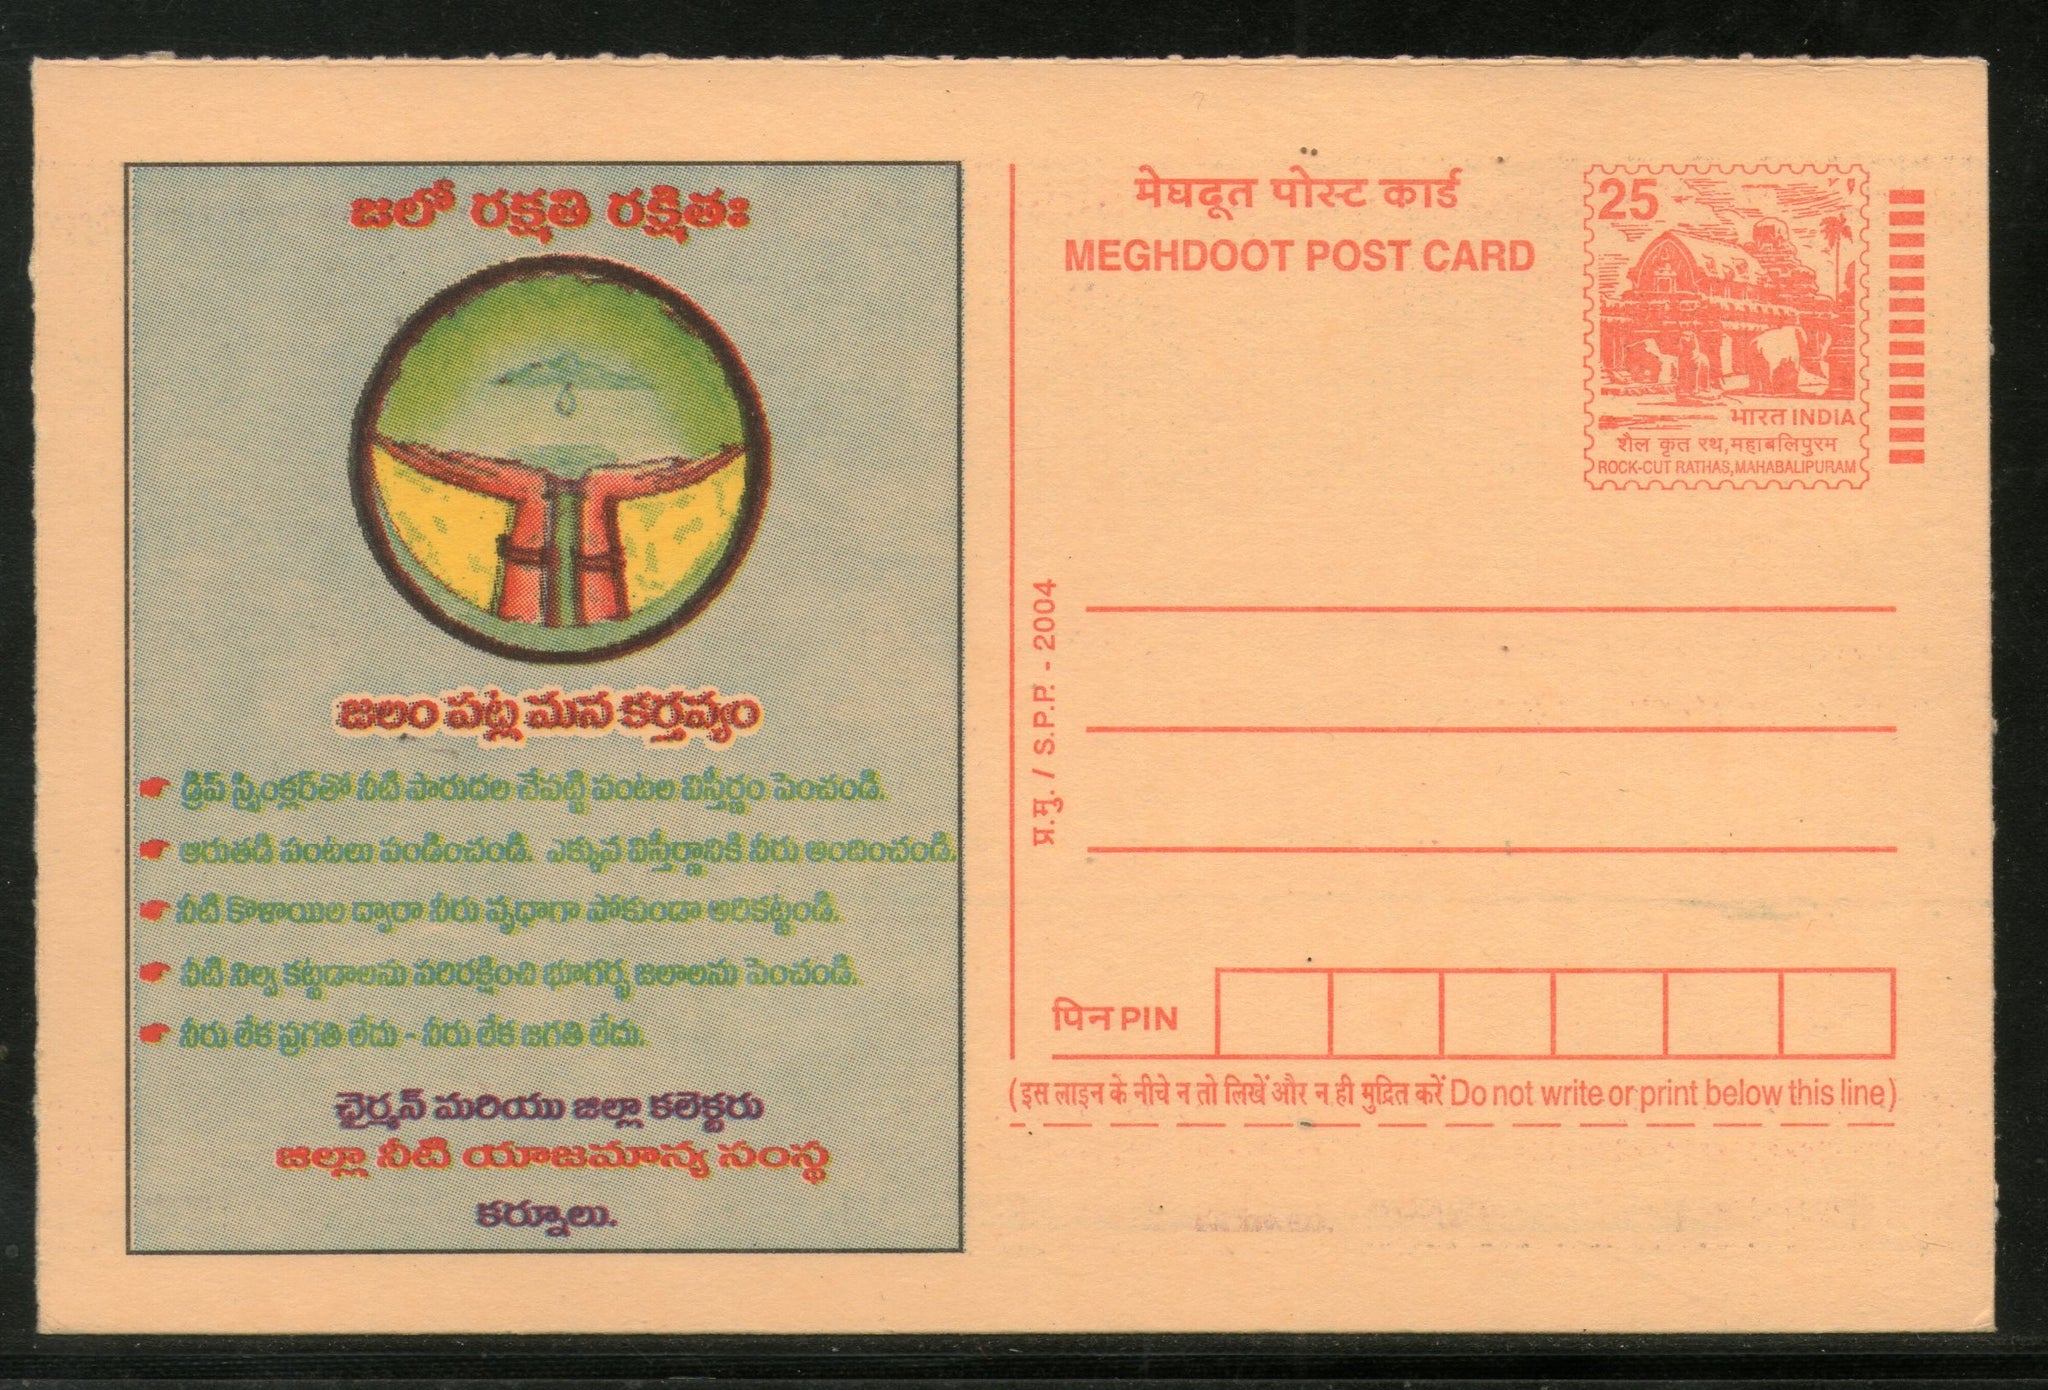 జలో రక్షతి రక్షితః
జలం పట్ల మన కర్తవ్యం
డ్రిప్ స్ప్రింక్లర్‌తో నీటి పారుదల చేపట్టి పంటల విస్తీర్ణం పెంచండి.
ఆరుతడి పంటలు పండించండి. ఎక్కువ విస్తీర్ణానికి నీరు అందించండి.
నీటి కొళాయిల ద్వారా నీరు వృధాగా పోకుండా అరికట్టండి.
నీటి నిల్వ కట్టడాలను పరిరక్షించి భూగర్భ జలాలను పెంచండి.
నీరు లేక ప్రగతి లేదు - నీరు లేక జగతి లేదు.
ఛైర్మన్ మరియు జిల్లా కలెక్టరు
జిల్లా నీటి యాజమాన్య సంస్థ
కర్నూలు.
मेघदूत पोस्ट कार्ड
MEGHDOOT POST CARD
25
भारत INDIA
शैल कृत रथ, महाबलिपुरम
ROCK-CUT RATHAS, MAHABALIPURAM
प्र.मु. / S.P.P. - 2004
पिन PIN
(इस लाइन के नीचे न तो लिखें और न ही मुद्रित करें Do not write or print below this line)